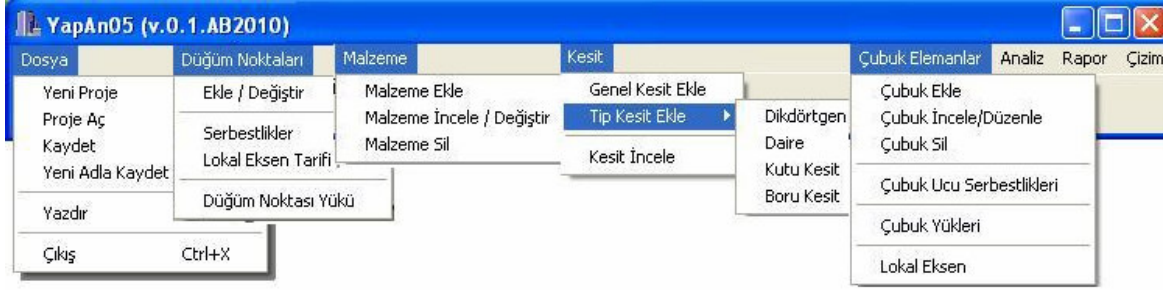 YapAn05 (v.0.1.AB2010)
Dosya Düğüm Noktaları Malzeme Kesit Çubuk Elemanlar Analiz Rapor Çizim
Yeni Proje
Proje Aç
Kaydet
Yeni Adla Kaydet
Yazdır
Çıkış Ctrl+X
Ekle / Değiştir
Serbestlikler
Lokal Eksen Tarifi
Düğüm Noktası Yükü
Malzeme Ekle
Malzeme İncele / Değiştir
Malzeme Sil
Genel Kesit Ekle
Tip Kesit Ekle
Kesit İncele
Dikdörtgen
Daire
Kutu Kesit
Boru Kesit
Çubuk Ekle
Çubuk İncele/Düzenle
Çubuk Sil
Çubuk Ucu Serbestlikleri
Çubuk Yükleri
Lokal Eksen